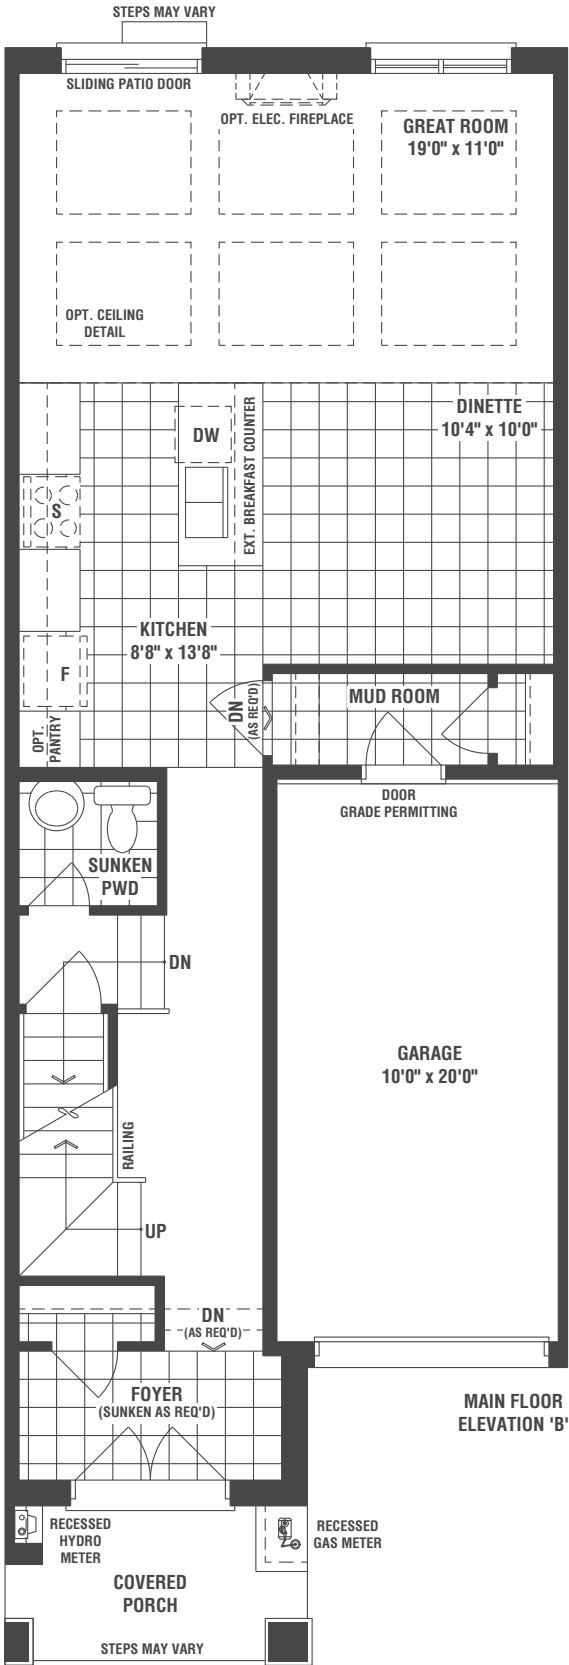 STEPS MAY VARY
SLIDING PATIO DOOR
OPT. ELEC. FIREPLACE
GREAT ROOM
19'0" x 11'0"
OPT. CEILING
DETAIL
DINETTE
10'4" x 10'0"
DW
EXT. BREAKFAST COUNTER
S
KITCHEN
8'8" x 13'8"
F
OPT.
PANTRY
DN
(AS REQ'D)
MUD ROOM
DOOR
GRADE PERMITTING
SUNKEN
PWD
DN
GARAGE
10'0" x 20'0"
RAILING
UP
DN
(AS REQ'D)
FOYER
(SUNKEN AS REQ'D)
MAIN FLOOR
ELEVATION 'B'
RECESSED
HYDRO
METER
RECESSED
GAS METER
COVERED
PORCH
STEPS MAY VARY